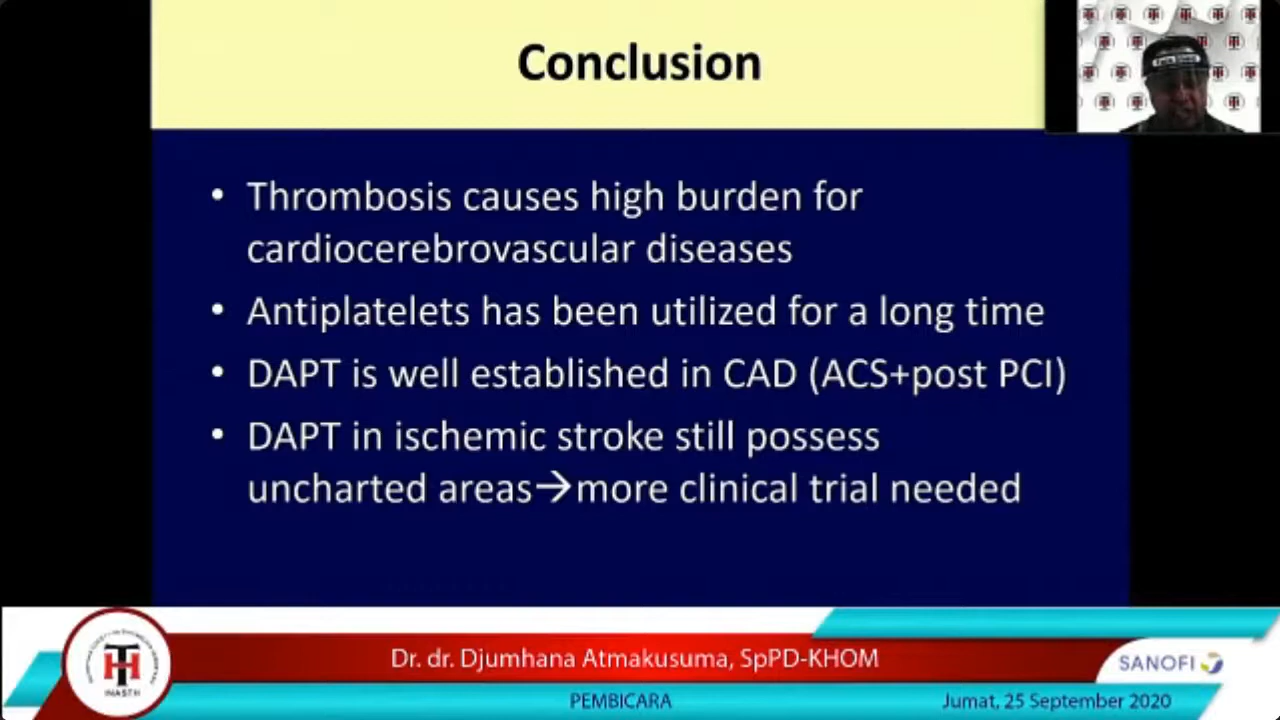 Conclusion
• Thrombosis causes high burden for
cardiocerebrovascular diseases
• Antiplatelets has been utilized for a long time
• DAPT is well established in CAD (ACS+post PCI)
• DAPT in ischemic stroke still possess
uncharted areas→more clinical trial needed
INASTH
Dr. dr. Djumhana Atmakusuma, SpPD-KHOM
SANOFI
PEMBICARA
Jumat, 25 September 2020